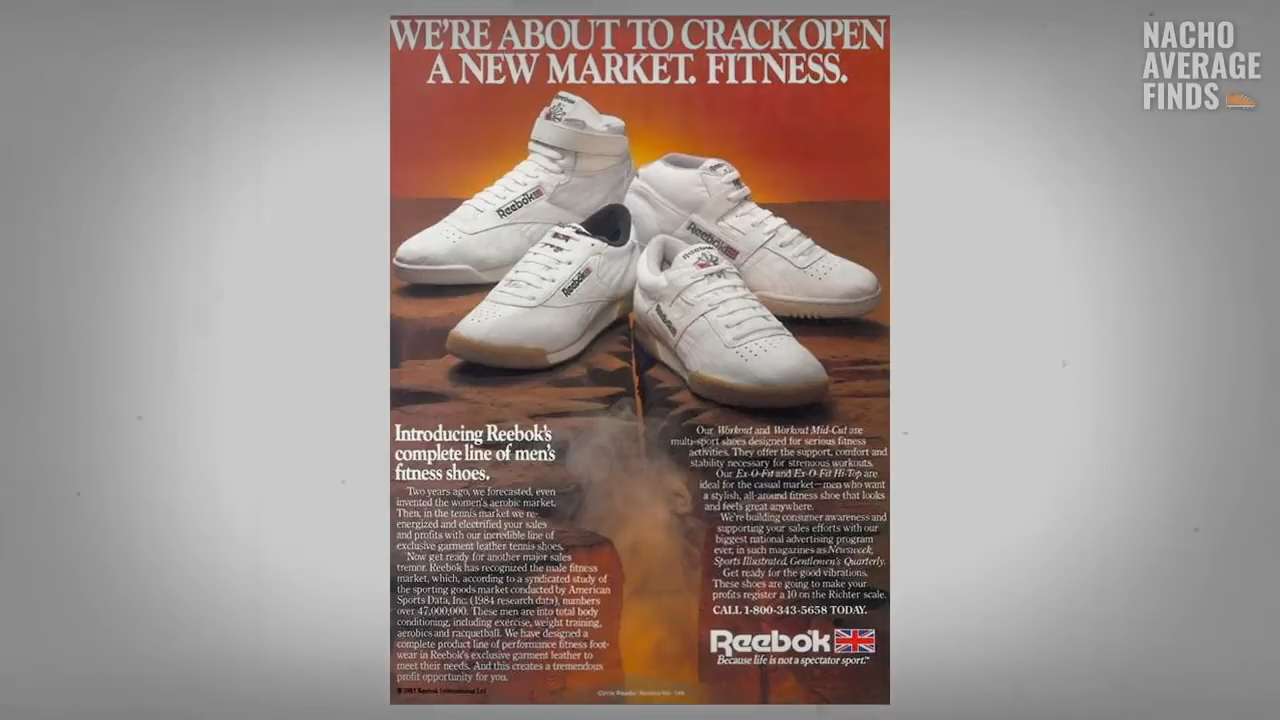 WE'RE ABOUT TO CRACK OPEN
A NEW MARKET. FITNESS.
NACHO
AVERAGE
FINDS
Reebok
Reebok
Reebok
Reebok
Introducing Reebok's
complete line of men's
fitness shoes.
Two years ago, we forecasted, even
invented the women's aerobic market.
Then, in the tennis market we re-
energized and electrified your sales
and profits with our incredible line of
exclusive garment leather tennis shoes.
Now get ready for another major sales
tremor. Reebok has recognized the male fitness
market, which, according to a syndicated study of
the sporting goods market conducted by American
Sports Data, Inc. (1984 research data), numbers
over 47,000,000. These men are into total body
conditioning, including exercise, weight training,
aerobics and racquetball. We have designed a
complete product line of performance fitness foot-
wear in Reebok's exclusive garment leather to
meet their needs. And this creates a tremendous
profit opportunity for you.
Our Workout and Workout Mid-Cut are
multi-sport shoes designed for serious fitness
activities. They offer the support, comfort and
stability necessary for strenuous workouts.
Our Ex-O-Fit and Ex-O-Fit Hi-Top are
ideal for the casual market—men who want
a stylish, all-around fitness shoe that looks
and feels great anywhere.
We're building consumer awareness and
supporting your sales efforts with our
biggest national advertising program
ever, in such magazines as Newsweek,
Sports Illustrated, Gentlemen's Quarterly.
Get ready for the good vibrations.
These shoes are going to make your
profits register a 10 on the Richter scale.
CALL 1-800-343-5658 TODAY.
Reebok
Because life is not a spectator sport.™
Reebok International Ltd
Circle Reader Service No.